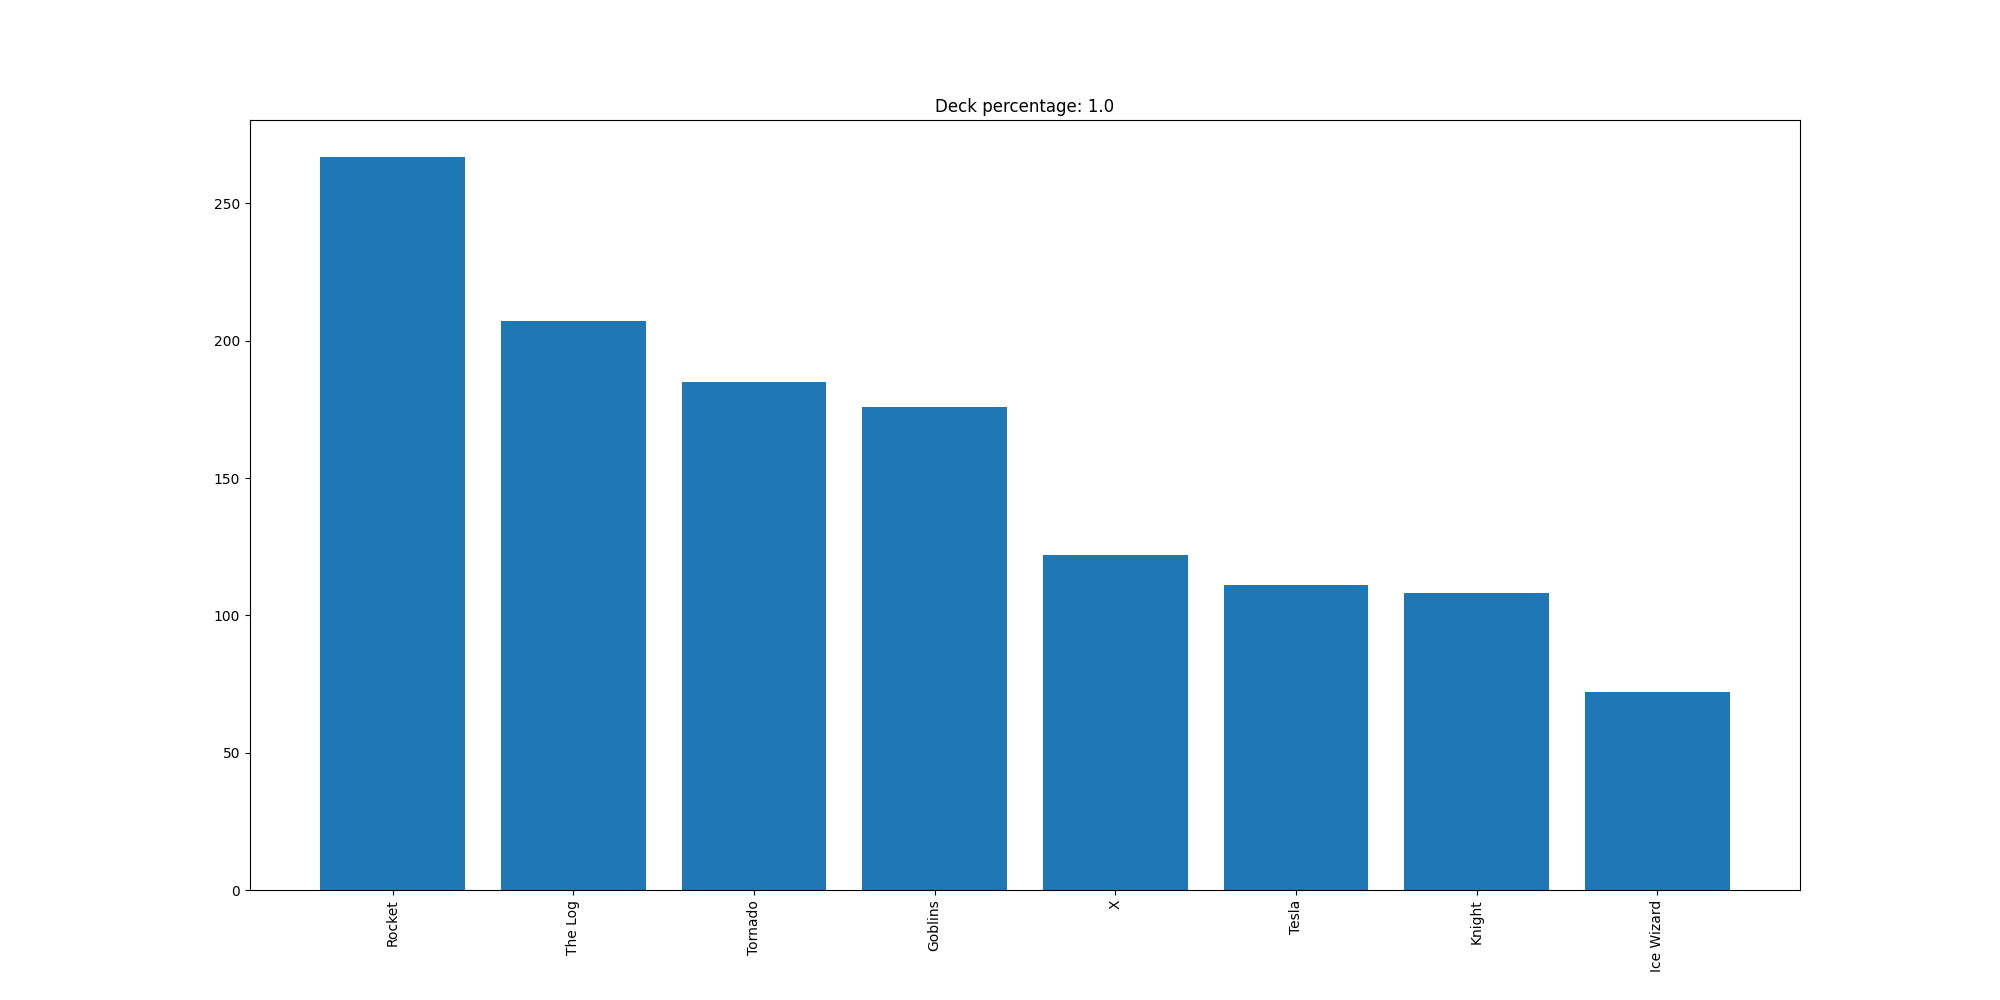 Deck percentage: 1.0
250
200
150
100
50
0
Rocket
The Log
Tornado
Goblins
X
Tesla
Knight
Ice Wizard